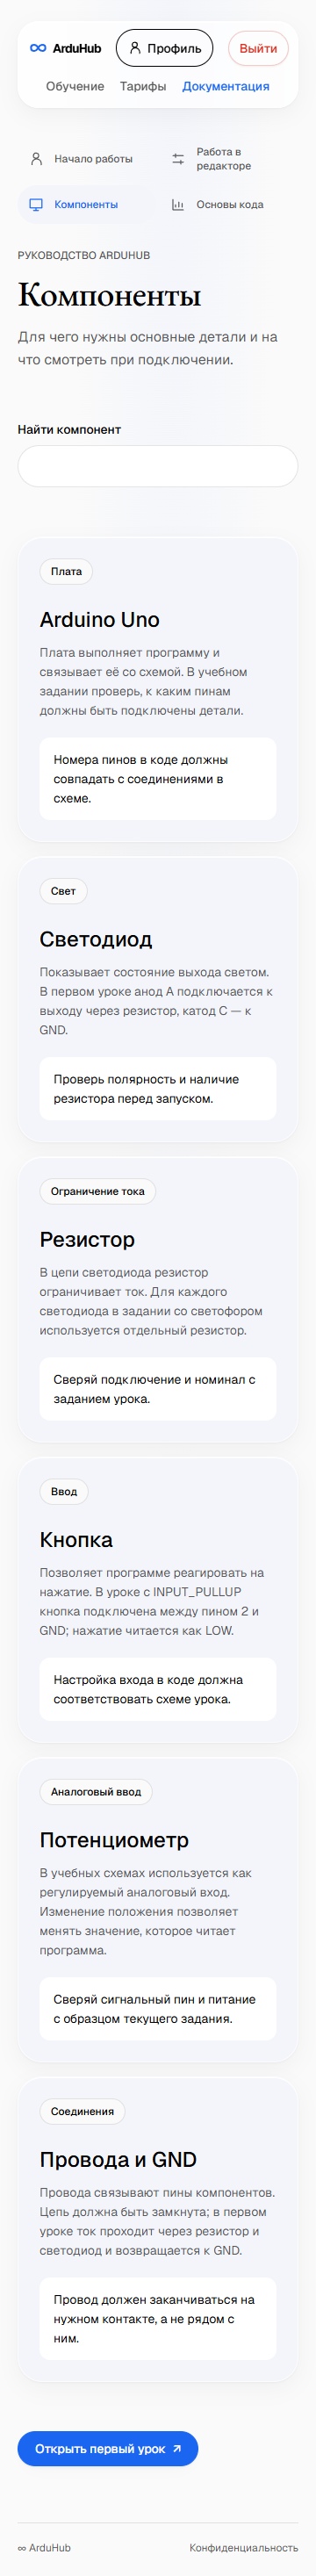 ArduHub
Профиль
Выйти
Обучение
Тарифы
Документация
Начало работы
Работа в
редакторе
Компоненты
Основы кода
РУКОВОДСТВО ARDUHUB
Компоненты
Для чего нужны основные детали и на
что смотреть при подключении.
Найти компонент
Плата
Arduino Uno
Плата выполняет программу и
связывает её со схемой. В учебном
задании проверь, к каким пинам
должны быть подключены детали.
Номера пинов в коде должны
совпадать с соединениями в
схеме.
Свет
Светодиод
Показывает состояние выхода светом.
В первом уроке анод A подключается к
выходу через резистор, катод C — к
GND.
Проверь полярность и наличие
резистора перед запуском.
Ограничение тока
Резистор
В цепи светодиода резистор
ограничивает ток. Для каждого
светодиода в задании со светофором
используется отдельный резистор.
Сверяй подключение и номинал с
заданием урока.
Ввод
Кнопка
Позволяет программе реагировать на
нажатие. В уроке с INPUT_PULLUP
кнопка подключена между пином 2 и
GND; нажатие читается как LOW.
Настройка входа в коде должна
соответствовать схеме урока.
Аналоговый ввод
Потенциометр
В учебных схемах используется как
регулируемый аналоговый вход.
Изменение положения позволяет
менять значение, которое читает
программа.
Сверяй сигнальный пин и питание
с образцом текущего задания.
Соединения
Провода и GND
Провода связывают пины компонентов.
Цепь должна быть замкнута; в первом
уроке ток проходит через резистор и
светодиод и возвращается к GND.
Провод должен заканчиваться на
нужном контакте, а не рядом с
ним.
Открыть первый урок ↗
∞ ArduHub
Конфиденциальность